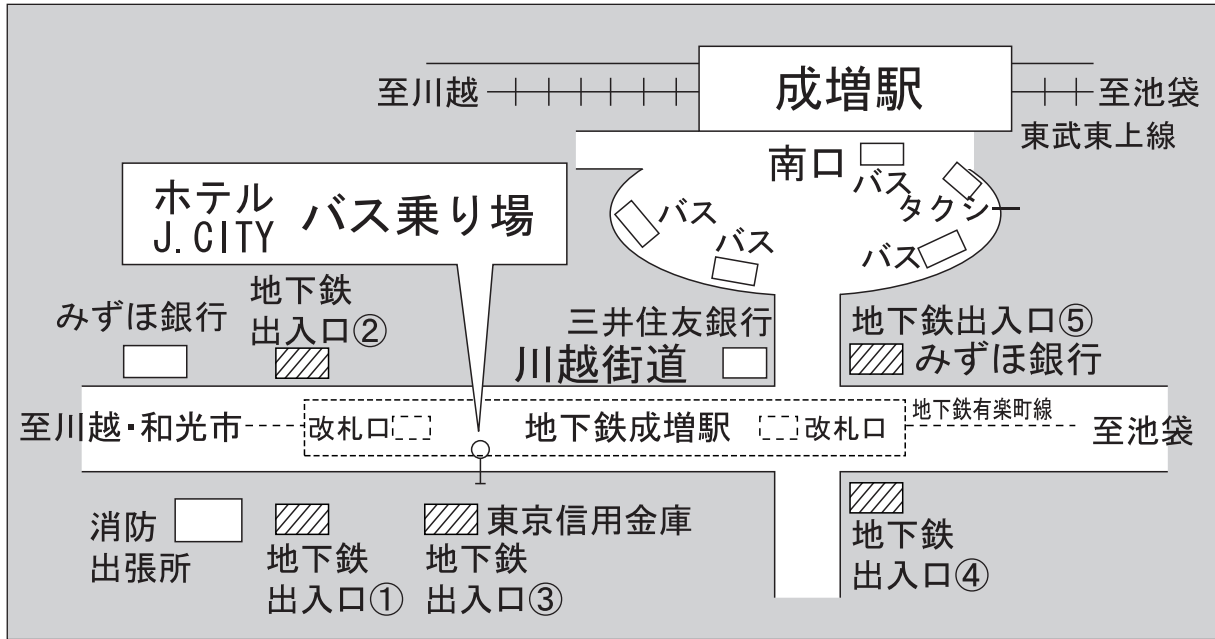 成増駅
至川越
至池袋
東武東上線
南口
バス
タクシー
バス
バス
バス
ホテル
J.CITY
バス乗り場
みずほ銀行
地下鉄
出入口②
三井住友銀行
川越街道
地下鉄出入口⑤
みずほ銀行
至川越・和光市
改札口
地下鉄成増駅
改札口
地下鉄有楽町線
至池袋
消防
出張所
地下鉄
出入口①
東京信用金庫
地下鉄
出入口③
地下鉄
出入口④